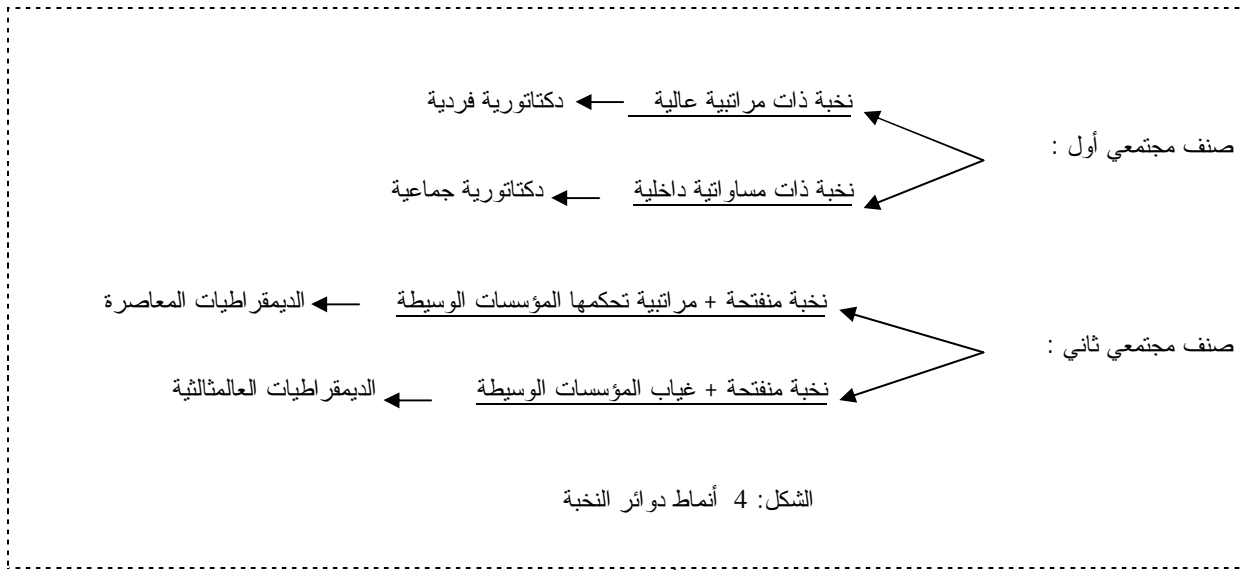 نخبة ذات مراتبية عالية دكتاتورية فردية
صنف مجتمعي أول :
نخبة ذات مساواتية داخلية دكتاتورية جماعية
نخبة منفتحة + مراتبية تحكمها المؤسسات الوسيطة الديمقراطيات المعاصرة
صنف مجتمعي ثاني :
نخبة منفتحة + غياب المؤسسات الوسيطة الديمقراطيات العالمثالثية
الشكل: 4 أنماط دوائر النخبة